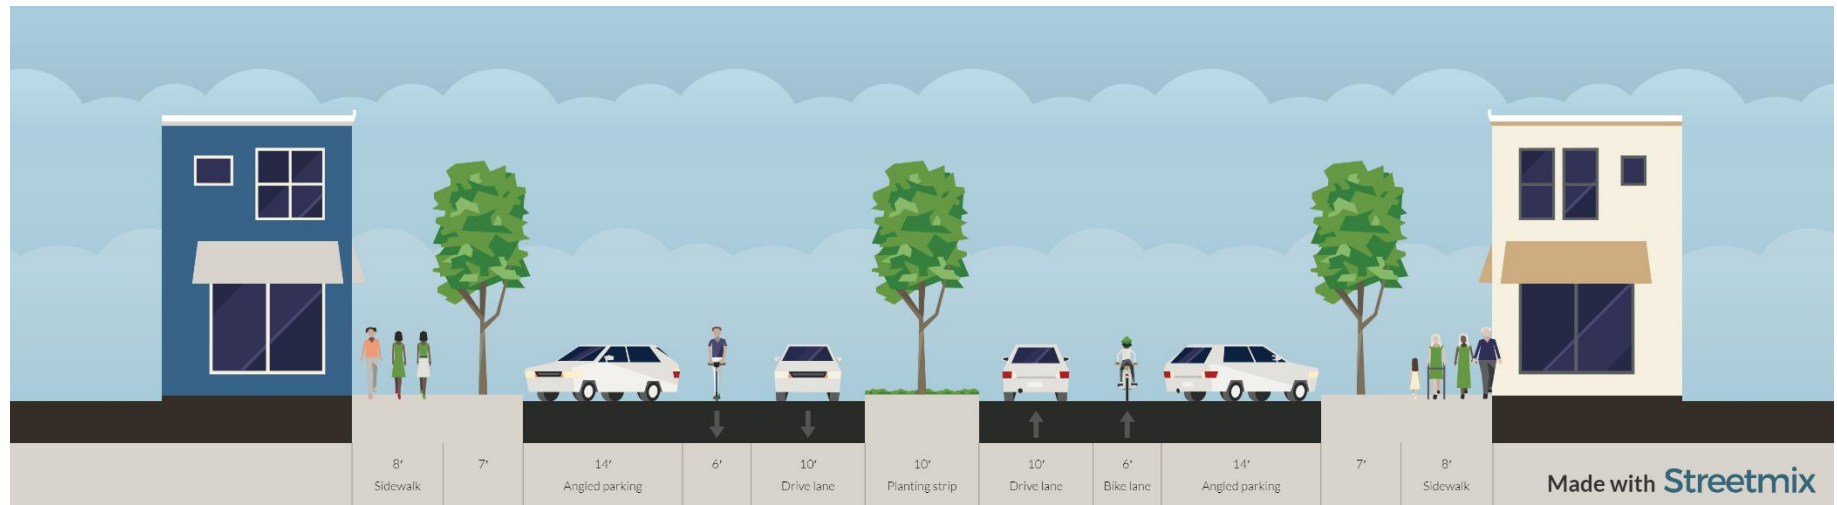 8' 7' 14' 6' 10' 10' 10' 6' 14' 7' 8'
Sidewalk Angled parking Drive lane Planting strip Drive lane Bike lane Angled parking Sidewalk
Made with Streetmix